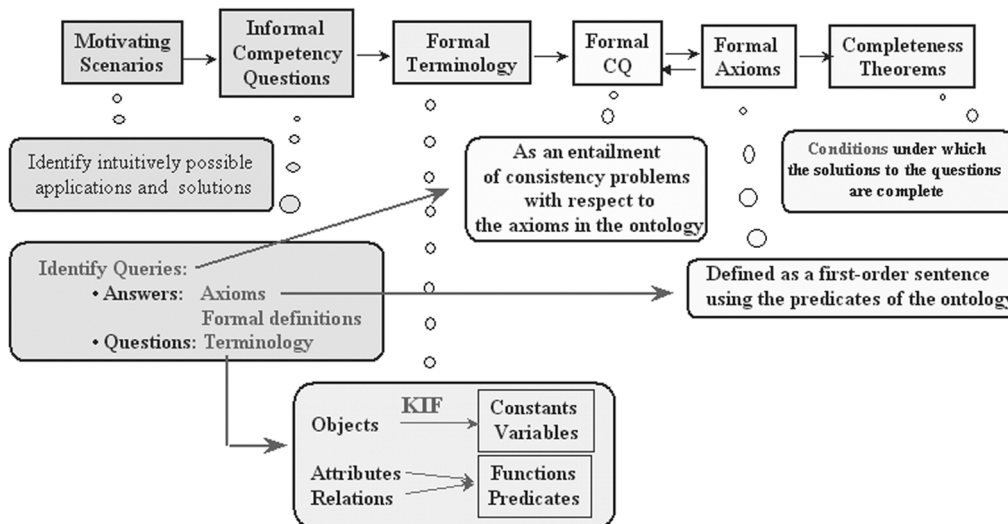 Motivating
Scenarios
Informal
Competency
Questions
Formal
Terminology
Formal
CQ
Formal
Axioms
Completeness
Theorems
Identify intuitively possible
applications and solutions
As an entailment
of consistency problems
with respect to
the axioms in the ontology
Conditions under which
the solutions to the questions
are complete
Identify Queries:
• Answers: Axioms
Formal definitions
• Questions: Terminology
Defined as a first-order sentence
using the predicates of the ontology
KIF
Objects
Constants
Variables
Attributes
Relations
Functions
Predicates